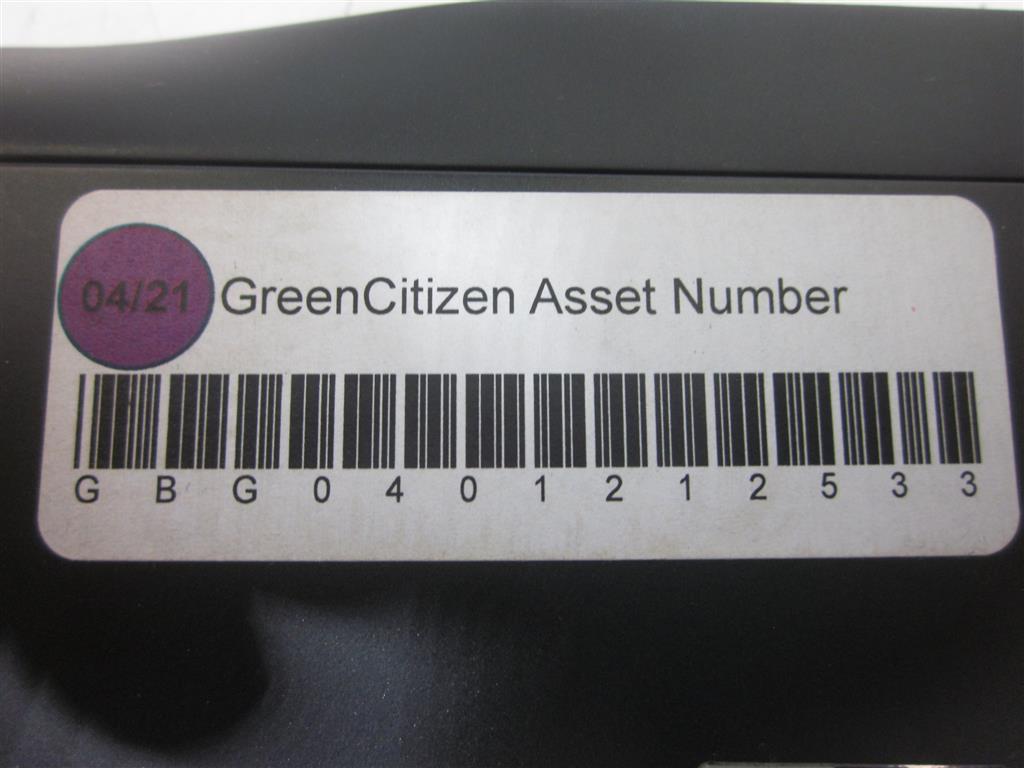 04/21 GreenCitizen Asset Number
G B G 0 4 0 1 2 1 2 5 3 3